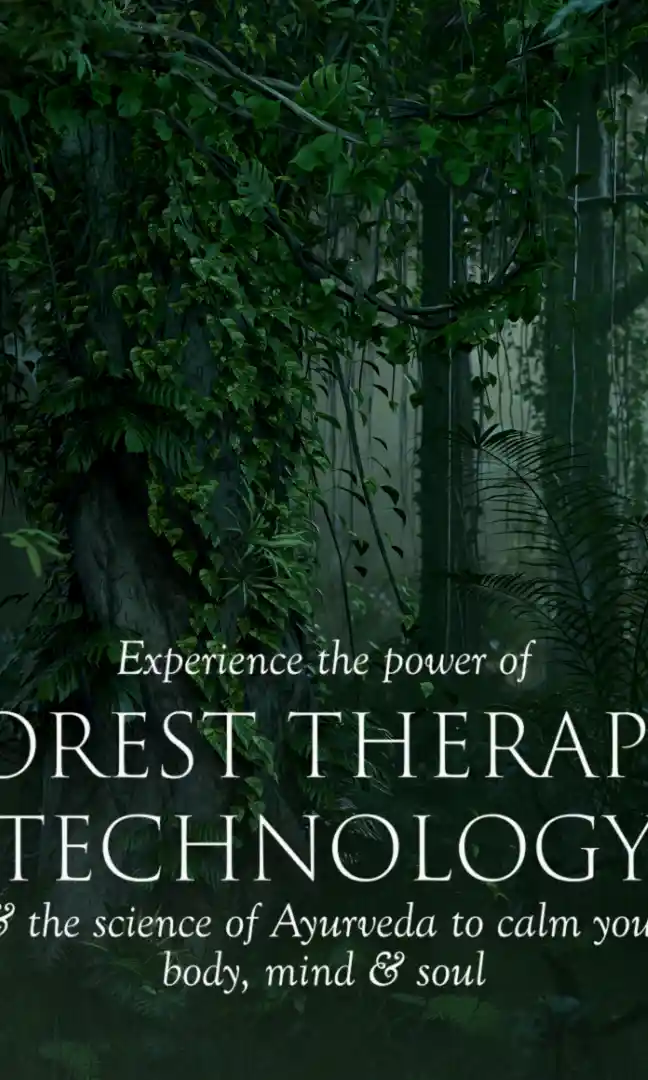 Experience the power of
OREST THERAP
TECHNOLOGY
& the science of Ayurveda to calm you
body, mind & soul